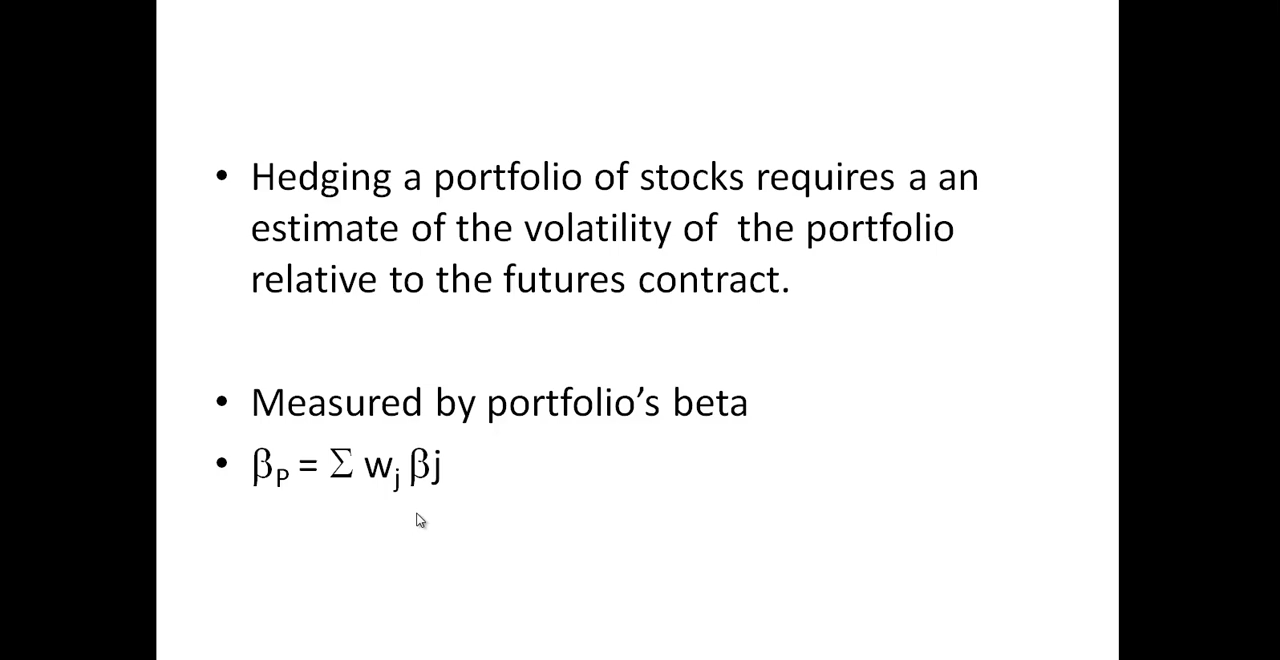 • Hedging a portfolio of stocks requires a an
estimate of the volatility of  the portfolio
relative to the futures contract.
• Measured by portfolio’s beta
• βP = Σ wj βj